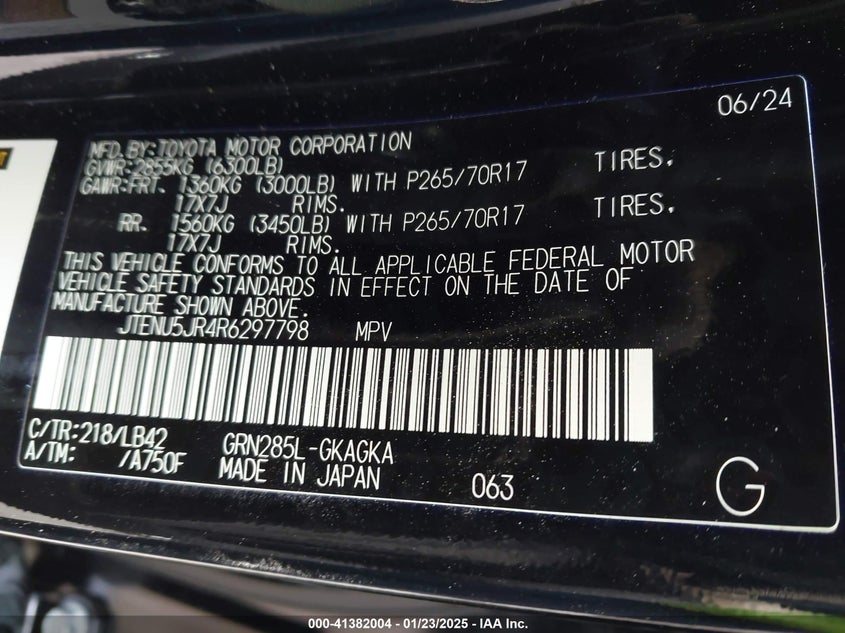 06/24
MFD. BY: TOYOTA MOTOR CORPORATION
GVWR: 2855KG (6300LB)
GAWR: FRT. 1360KG (3000LB) WITH P265/70R17 TIRES.
17X7J RIMS.
RR. 1560KG (3450LB) WITH P265/70R17 TIRES.
17X7J RIMS.
THIS VEHICLE CONFORMS TO ALL APPLICABLE FEDERAL MOTOR
VEHICLE SAFETY STANDARDS IN EFFECT ON THE DATE OF
MANUFACTURE SHOWN ABOVE.
JTENU5JR4R6297798 MPV
C/TR: 218/LB42 GRN285L-GKAGKA
A/TM: /A750F MADE IN JAPAN 063
G
000-41382004 / 01/23/2025 - IAA Inc.